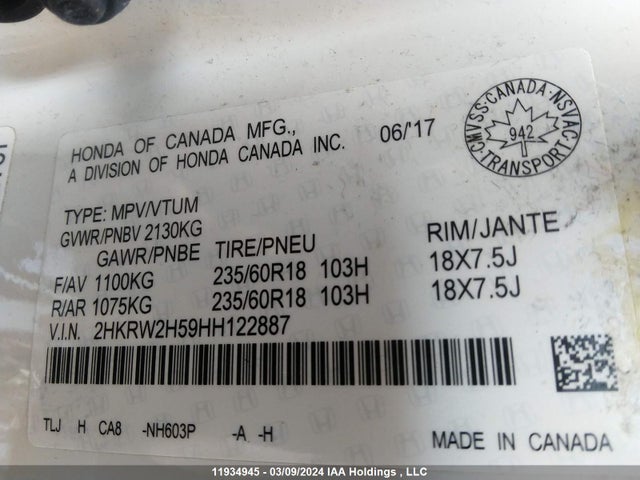 HONDA OF CANADA MFG., 06/'17
A DIVISION OF HONDA CANADA INC.
CMVSS·CANADA·NSVAC
942
·TRANSPORT·
TYPE: MPV/VTUM
GVWR/PNBV 2130KG
GAWR/PNBE TIRE/PNEU RIM/JANTE
F/AV 1100KG 235/60R18 103H 18X7.5J
R/AR 1075KG 235/60R18 103H 18X7.5J
V.I.N. 2HKRW2H59HH122887
TLJ H CA8 -NH603P -A -H
MADE IN CANADA
11934945 - 03/09/2024 IAA Holdings , LLC